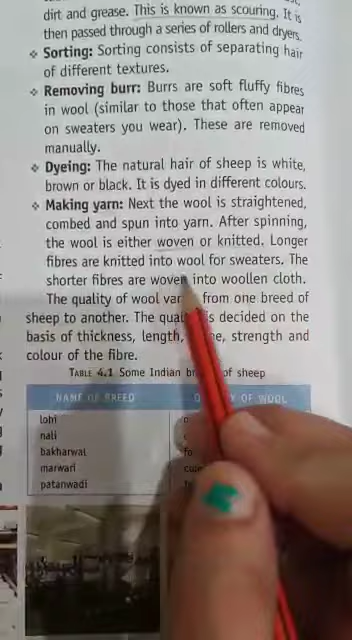 dirt and grease. This is known as scouring. It is
then passed through a series of rollers and dryers.
❖ Sorting: Sorting consists of separating hair
of different textures.
❖ Removing burr: Burrs are soft fluffy fibres
in wool (similar to those that often appear
on sweaters you wear). These are removed
manually.
❖ Dyeing: The natural hair of sheep is white,
brown or black. It is dyed in different colours.
❖ Making yarn: Next the wool is straightened,
combed and spun into yarn. After spinning,
the wool is either woven or knitted. Longer
fibres are knitted into wool for sweaters. The
shorter fibres are woven into woollen cloth.
The quality of wool from one breed of
sheep to another. The is decided on the
basis of thickness, length, strength and
colour of the fibre.
TABLE 4.1 Some Indian of sheep
NAME OF BREED OF WOOL
lohi
nali
bakharwal
marwari
patanwadi